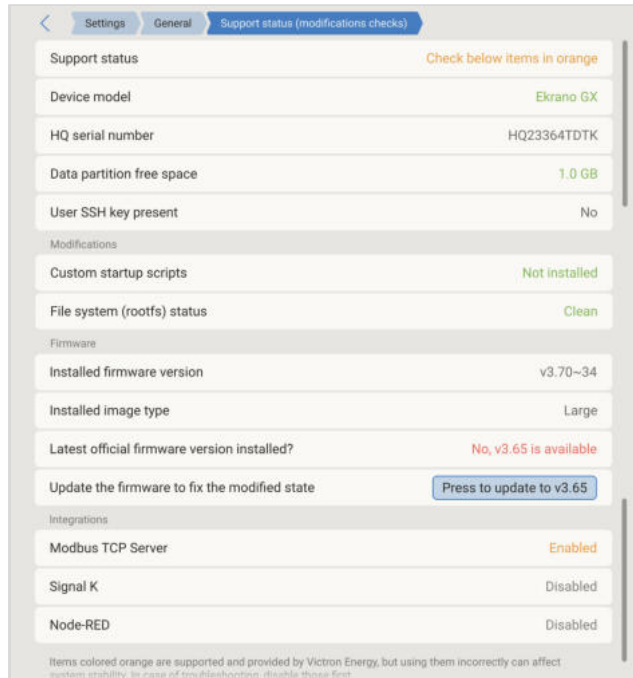 Settings General Support status (modifications checks)
Support status Check below items in orange
Device model Ekrano GX
HQ serial number HQ23364TDTK
Data partition free space 1.0 GB
User SSH key present No
Modifications
Custom startup scripts Not installed
File system (rootfs) status Clean
Firmware
Installed firmware version v3.70~34
Installed image type Large
Latest official firmware version installed? No, v3.65 is available
Update the firmware to fix the modified state Press to update to v3.65
Integrations
Modbus TCP Server Enabled
Signal K Disabled
Node-RED Disabled
Items colored orange are supported and provided by Victron Energy, but using them incorrectly can affect
system stability. In case of troubleshooting, disable those first.